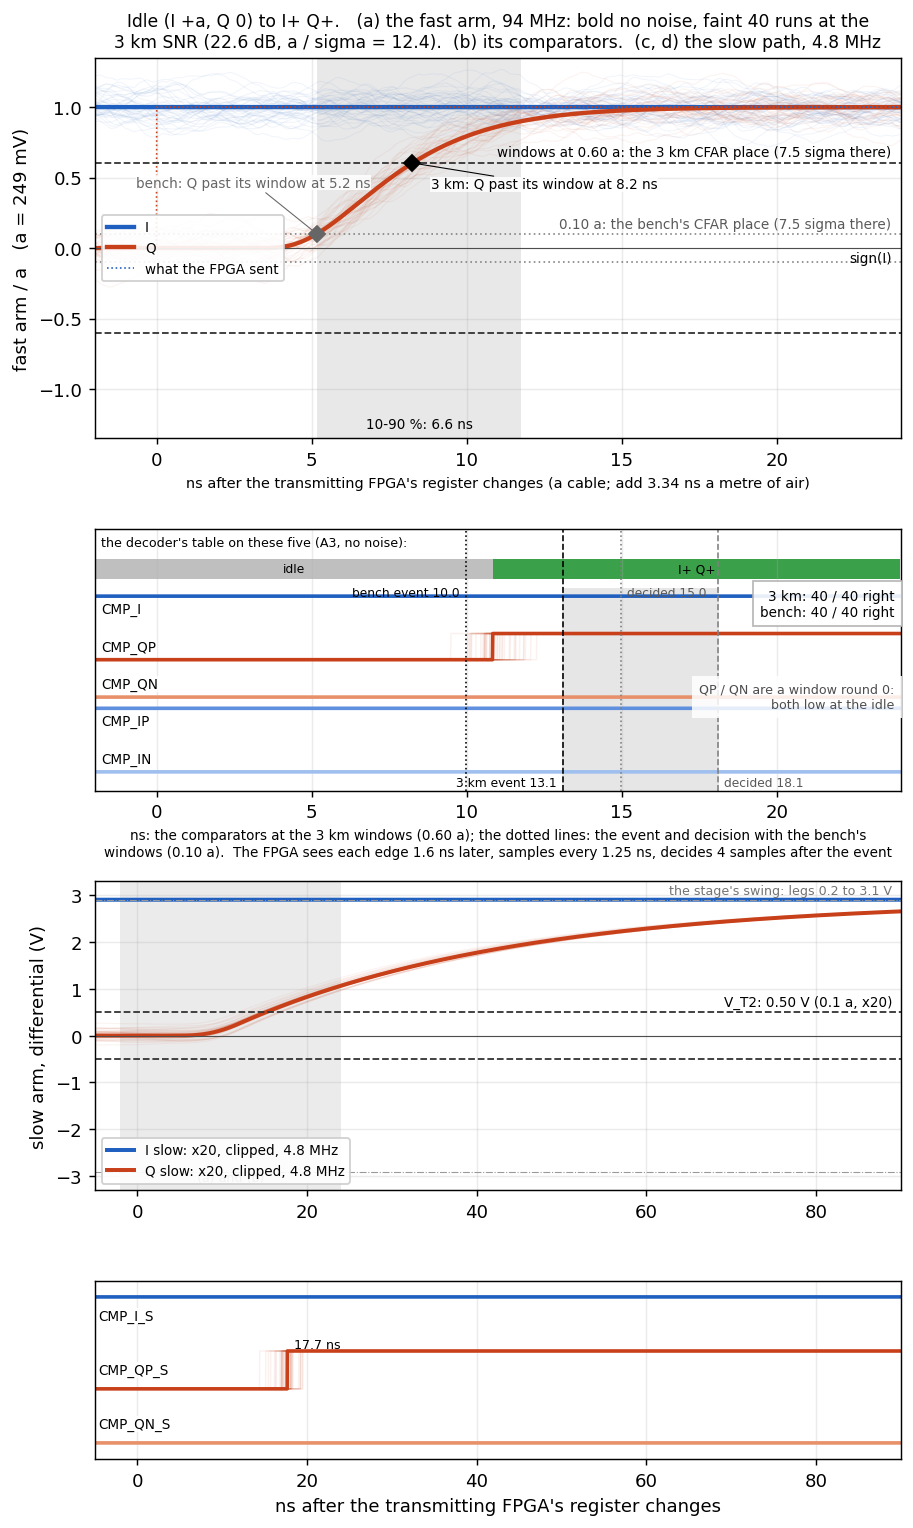 Idle (I +a, Q 0) to I+ Q+.   (a) the fast arm, 94 MHz: bold no noise, faint 40 runs at the
3 km SNR (22.6 dB, a / sigma = 12.4).  (b) its comparators.  (c, d) the slow path, 4.8 MHz
fast arm / a   (a = 249 mV)
1.0
0.5
0.0
−0.5
−1.0
windows at 0.60 a: the 3 km CFAR place (7.5 sigma there)
bench: Q past its window at 5.2 ns
3 km: Q past its window at 8.2 ns
0.10 a: the bench's CFAR place (7.5 sigma there)
sign(I)
I
Q
what the FPGA sent
10-90 %: 6.6 ns
0 5 10 15 20
ns after the transmitting FPGA's register changes (a cable; add 3.34 ns a metre of air)
the decoder's table on these five (A3, no noise):
idle
I+ Q+
bench event 10.0
decided 15.0
3 km: 40 / 40 right
bench: 40 / 40 right
CMP_I
CMP_QP
CMP_QN
QP / QN are a window round 0:
both low at the idle
CMP_IP
CMP_IN
3 km event 13.1
decided 18.1
0 5 10 15 20
ns: the comparators at the 3 km windows (0.60 a); the dotted lines: the event and decision with the bench's
windows (0.10 a).  The FPGA sees each edge 1.6 ns later, samples every 1.25 ns, decides 4 samples after the event
slow arm, differential (V)
3
2
1
0
−1
−2
−3
the stage's swing: legs 0.2 to 3.1 V
V_T2: 0.50 V (0.1 a, x20)
I slow: x20, clipped, 4.8 MHz
Q slow: x20, clipped, 4.8 MHz
0 20 40 60 80
CMP_I_S
17.7 ns
CMP_QP_S
CMP_QN_S
0 20 40 60 80
ns after the transmitting FPGA's register changes